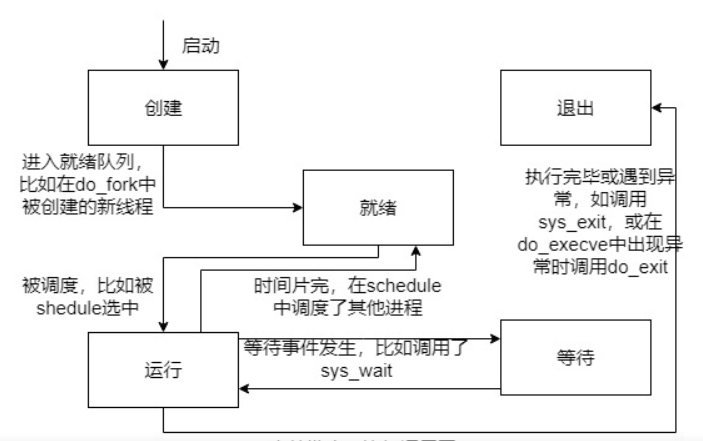 启动
创建
退出
进入就绪队列，
比如在do_fork中
被创建的新线程
就绪
执行完毕或遇到异
常，如调用
sys_exit，或在
do_execve中出现异
常时调用do_exit
被调度，比如被
shedule选中
时间片完，在schedule
中调度了其他进程
运行
等待事件发生，比如调用了
sys_wait
等待